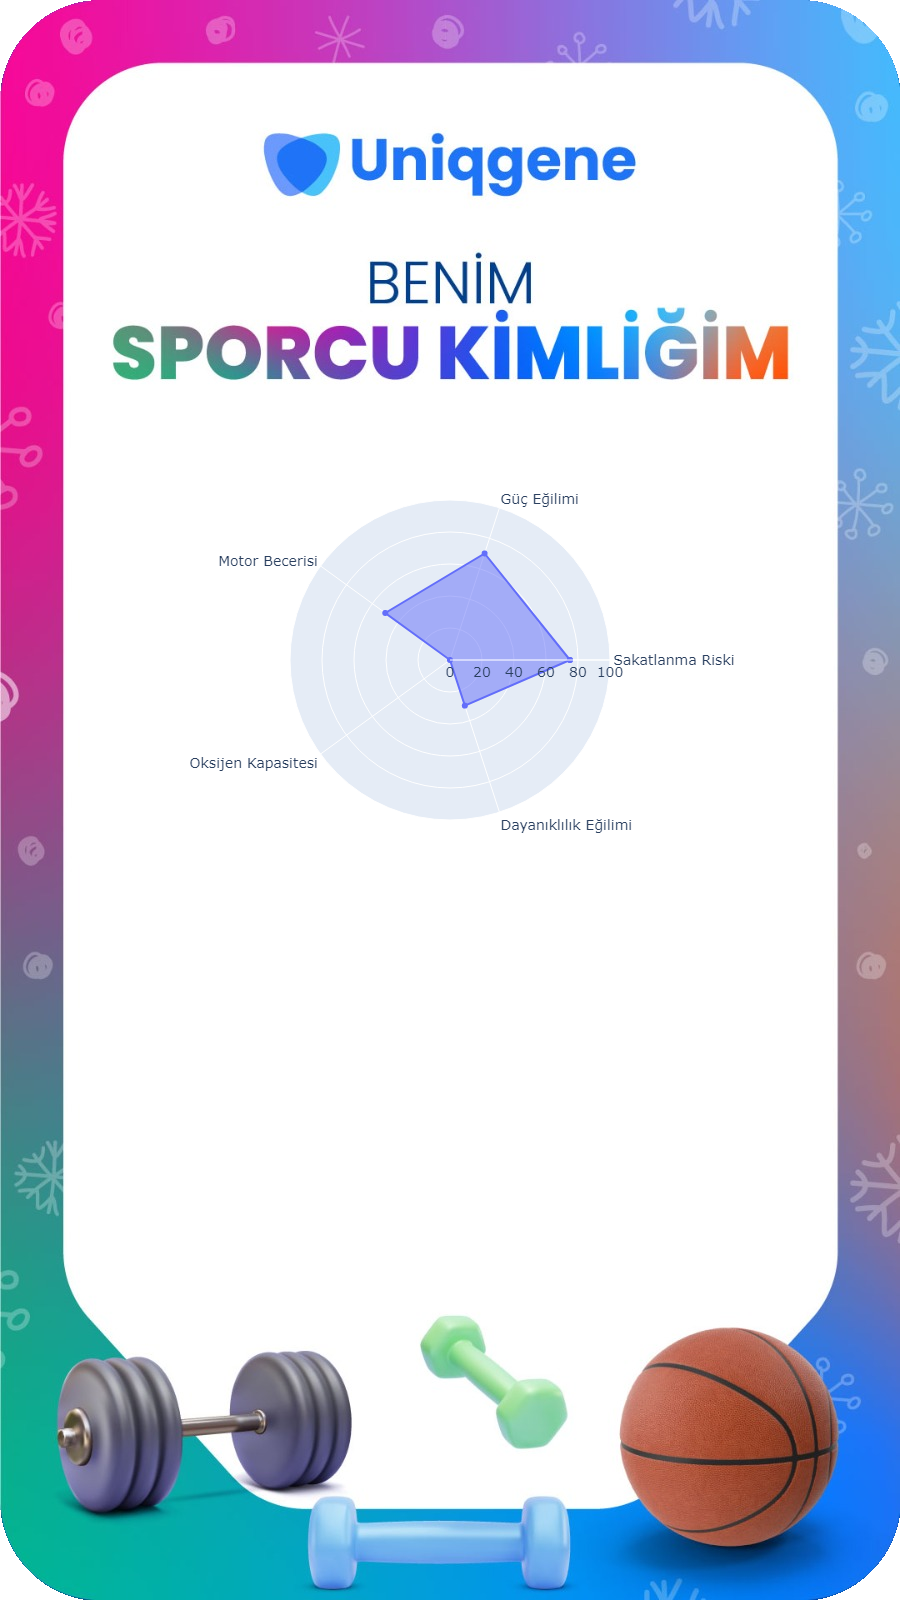 Uniqgene
BENİM
SPORCU KİMLİĞİM
Güç Eğilimi
Motor Becerisi
Sakatlanma Riski
0 20 40 60 80 100
Oksijen Kapasitesi
Dayanıklılık Eğilimi